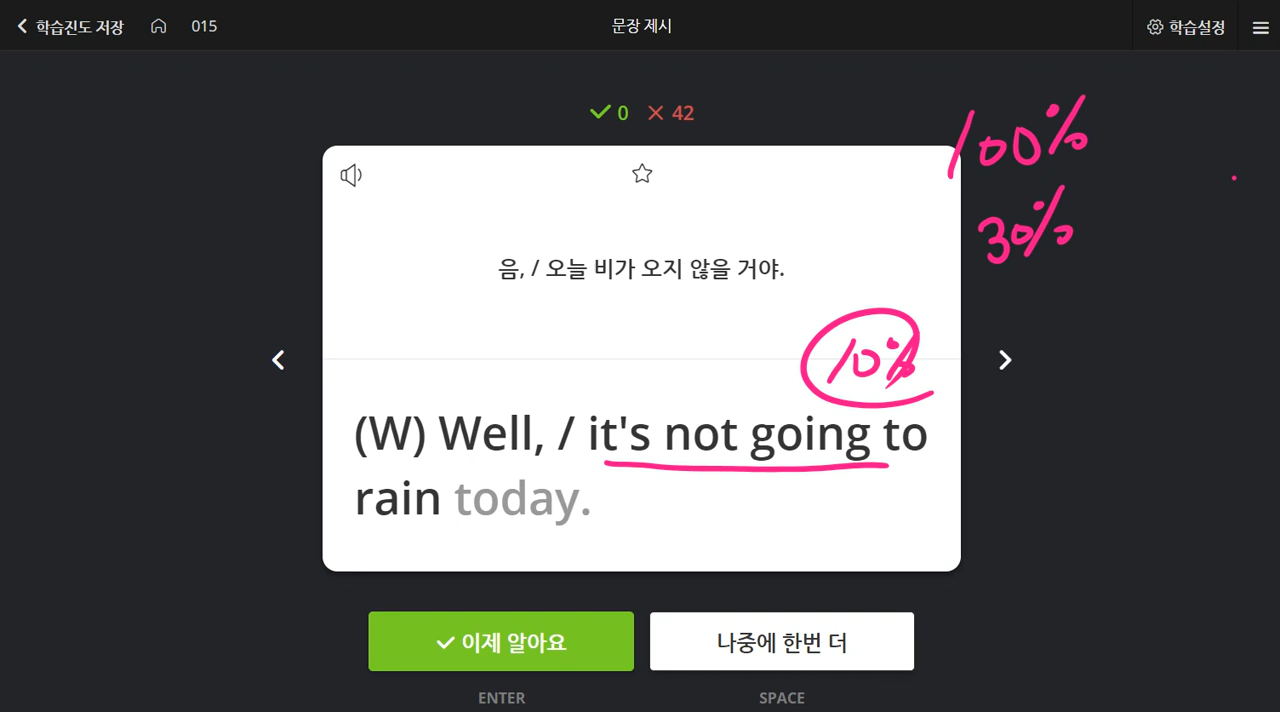 학습진도 저장 015 문장 제시 학습설정
0 42
100%
30%
음, / 오늘 비가 오지 않을 거야.
10%
(W) Well, / it's not going to
rain today.
이제 알아요 나중에 한번 더
ENTER SPACE